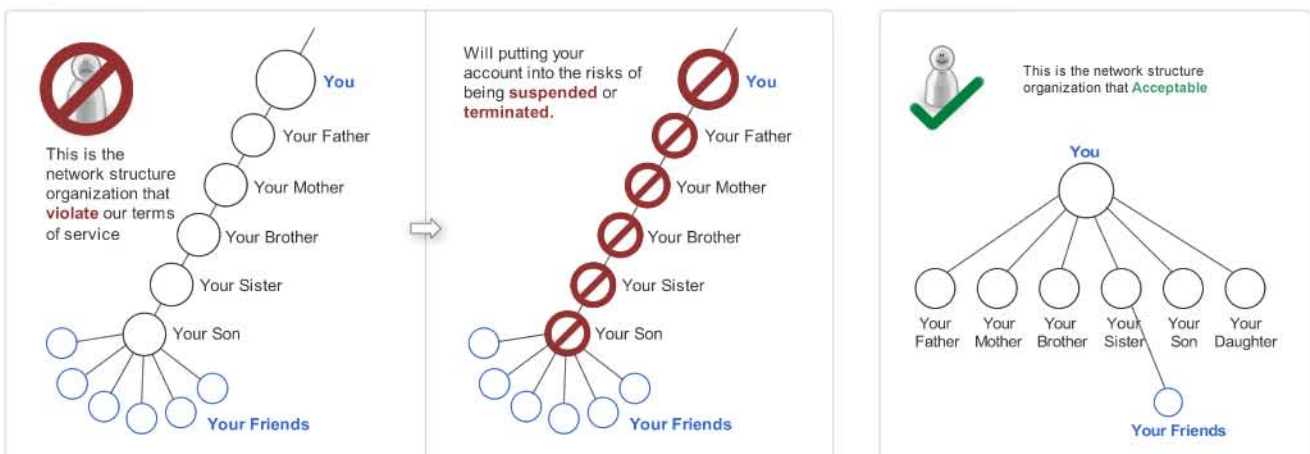 This is the
network structure
organization that
violate our terms
of service
You
Your Father
Your Mother
Your Brother
Your Sister
Your Son
Your Friends
Will putting your
account into the risks of
being suspended or
terminated.
You
Your Father
Your Mother
Your Brother
Your Sister
Your Son
Your Friends
This is the network structure
organization that Acceptable
You
Your Father
Your Mother
Your Brother
Your Sister
Your Son
Your Daughter
Your Friends